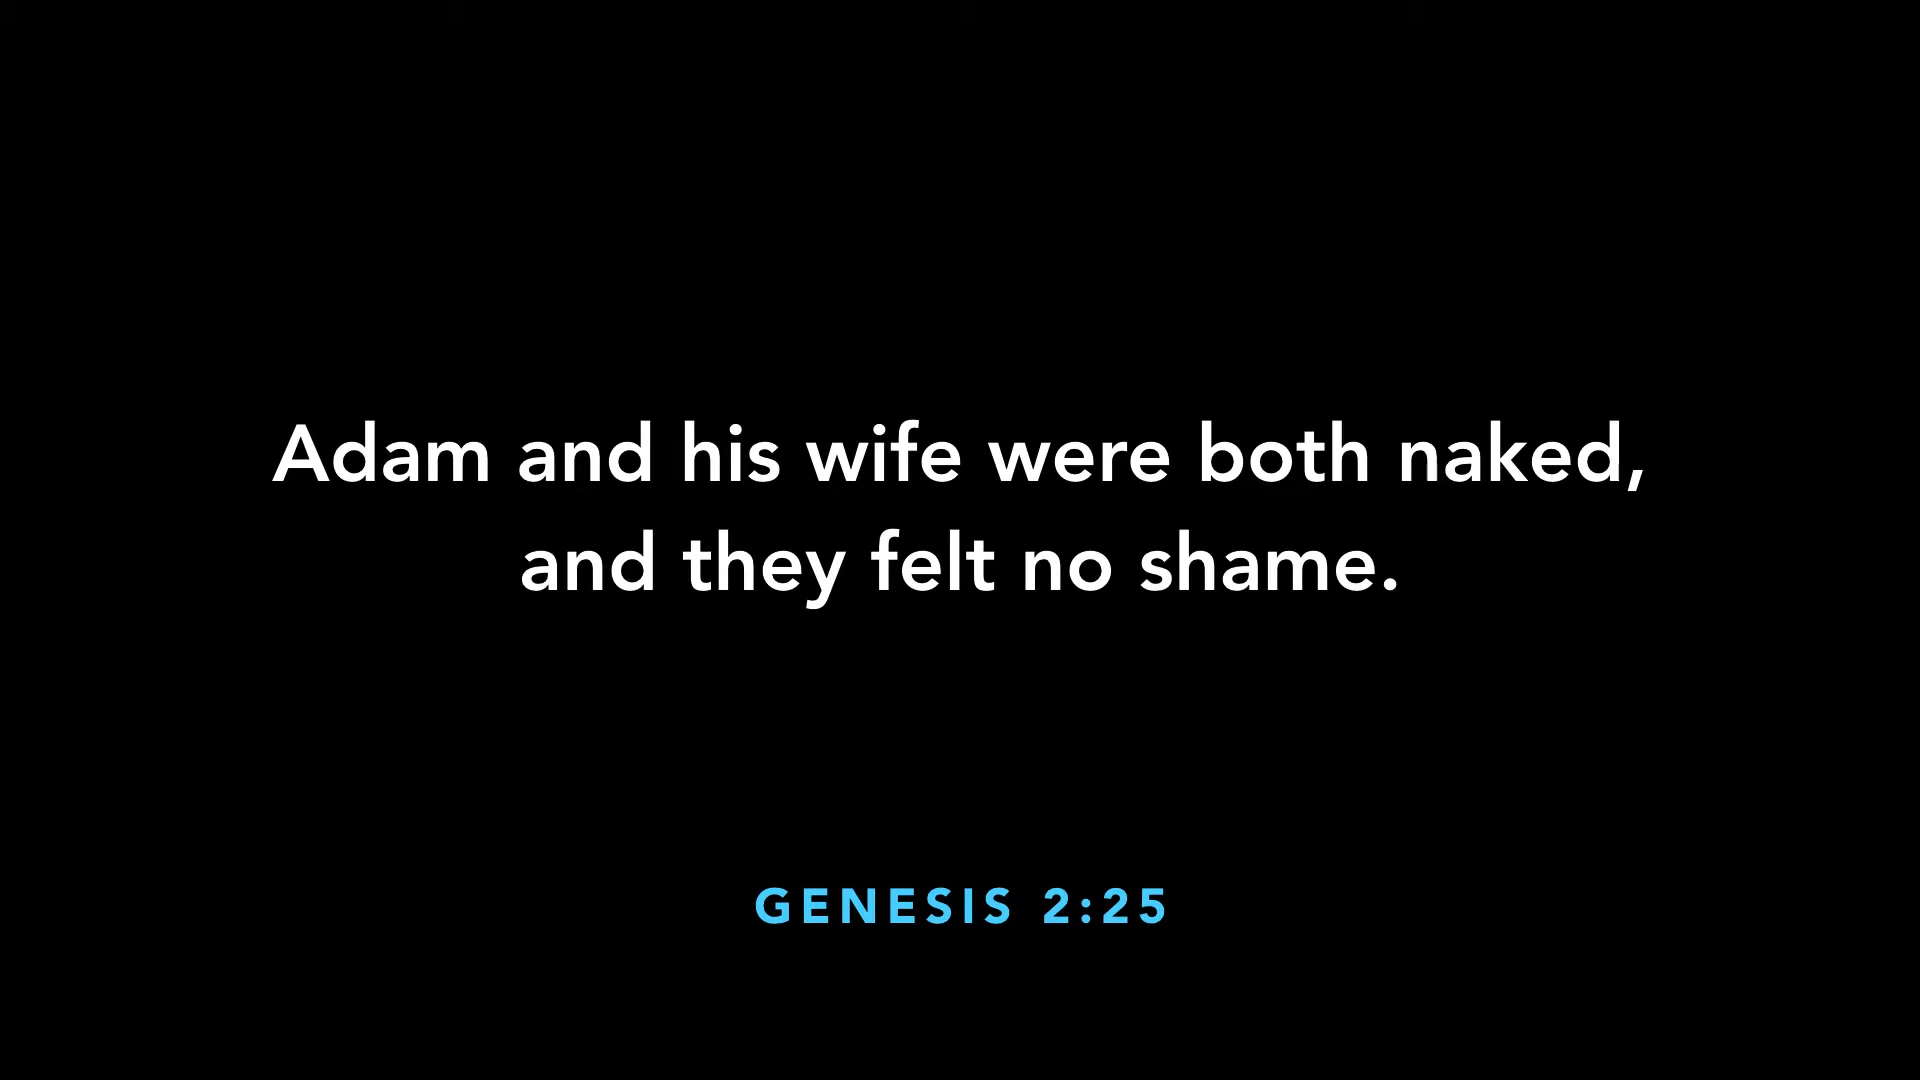 Adam and his wife were both naked,
and they felt no shame.
GENESIS 2:25